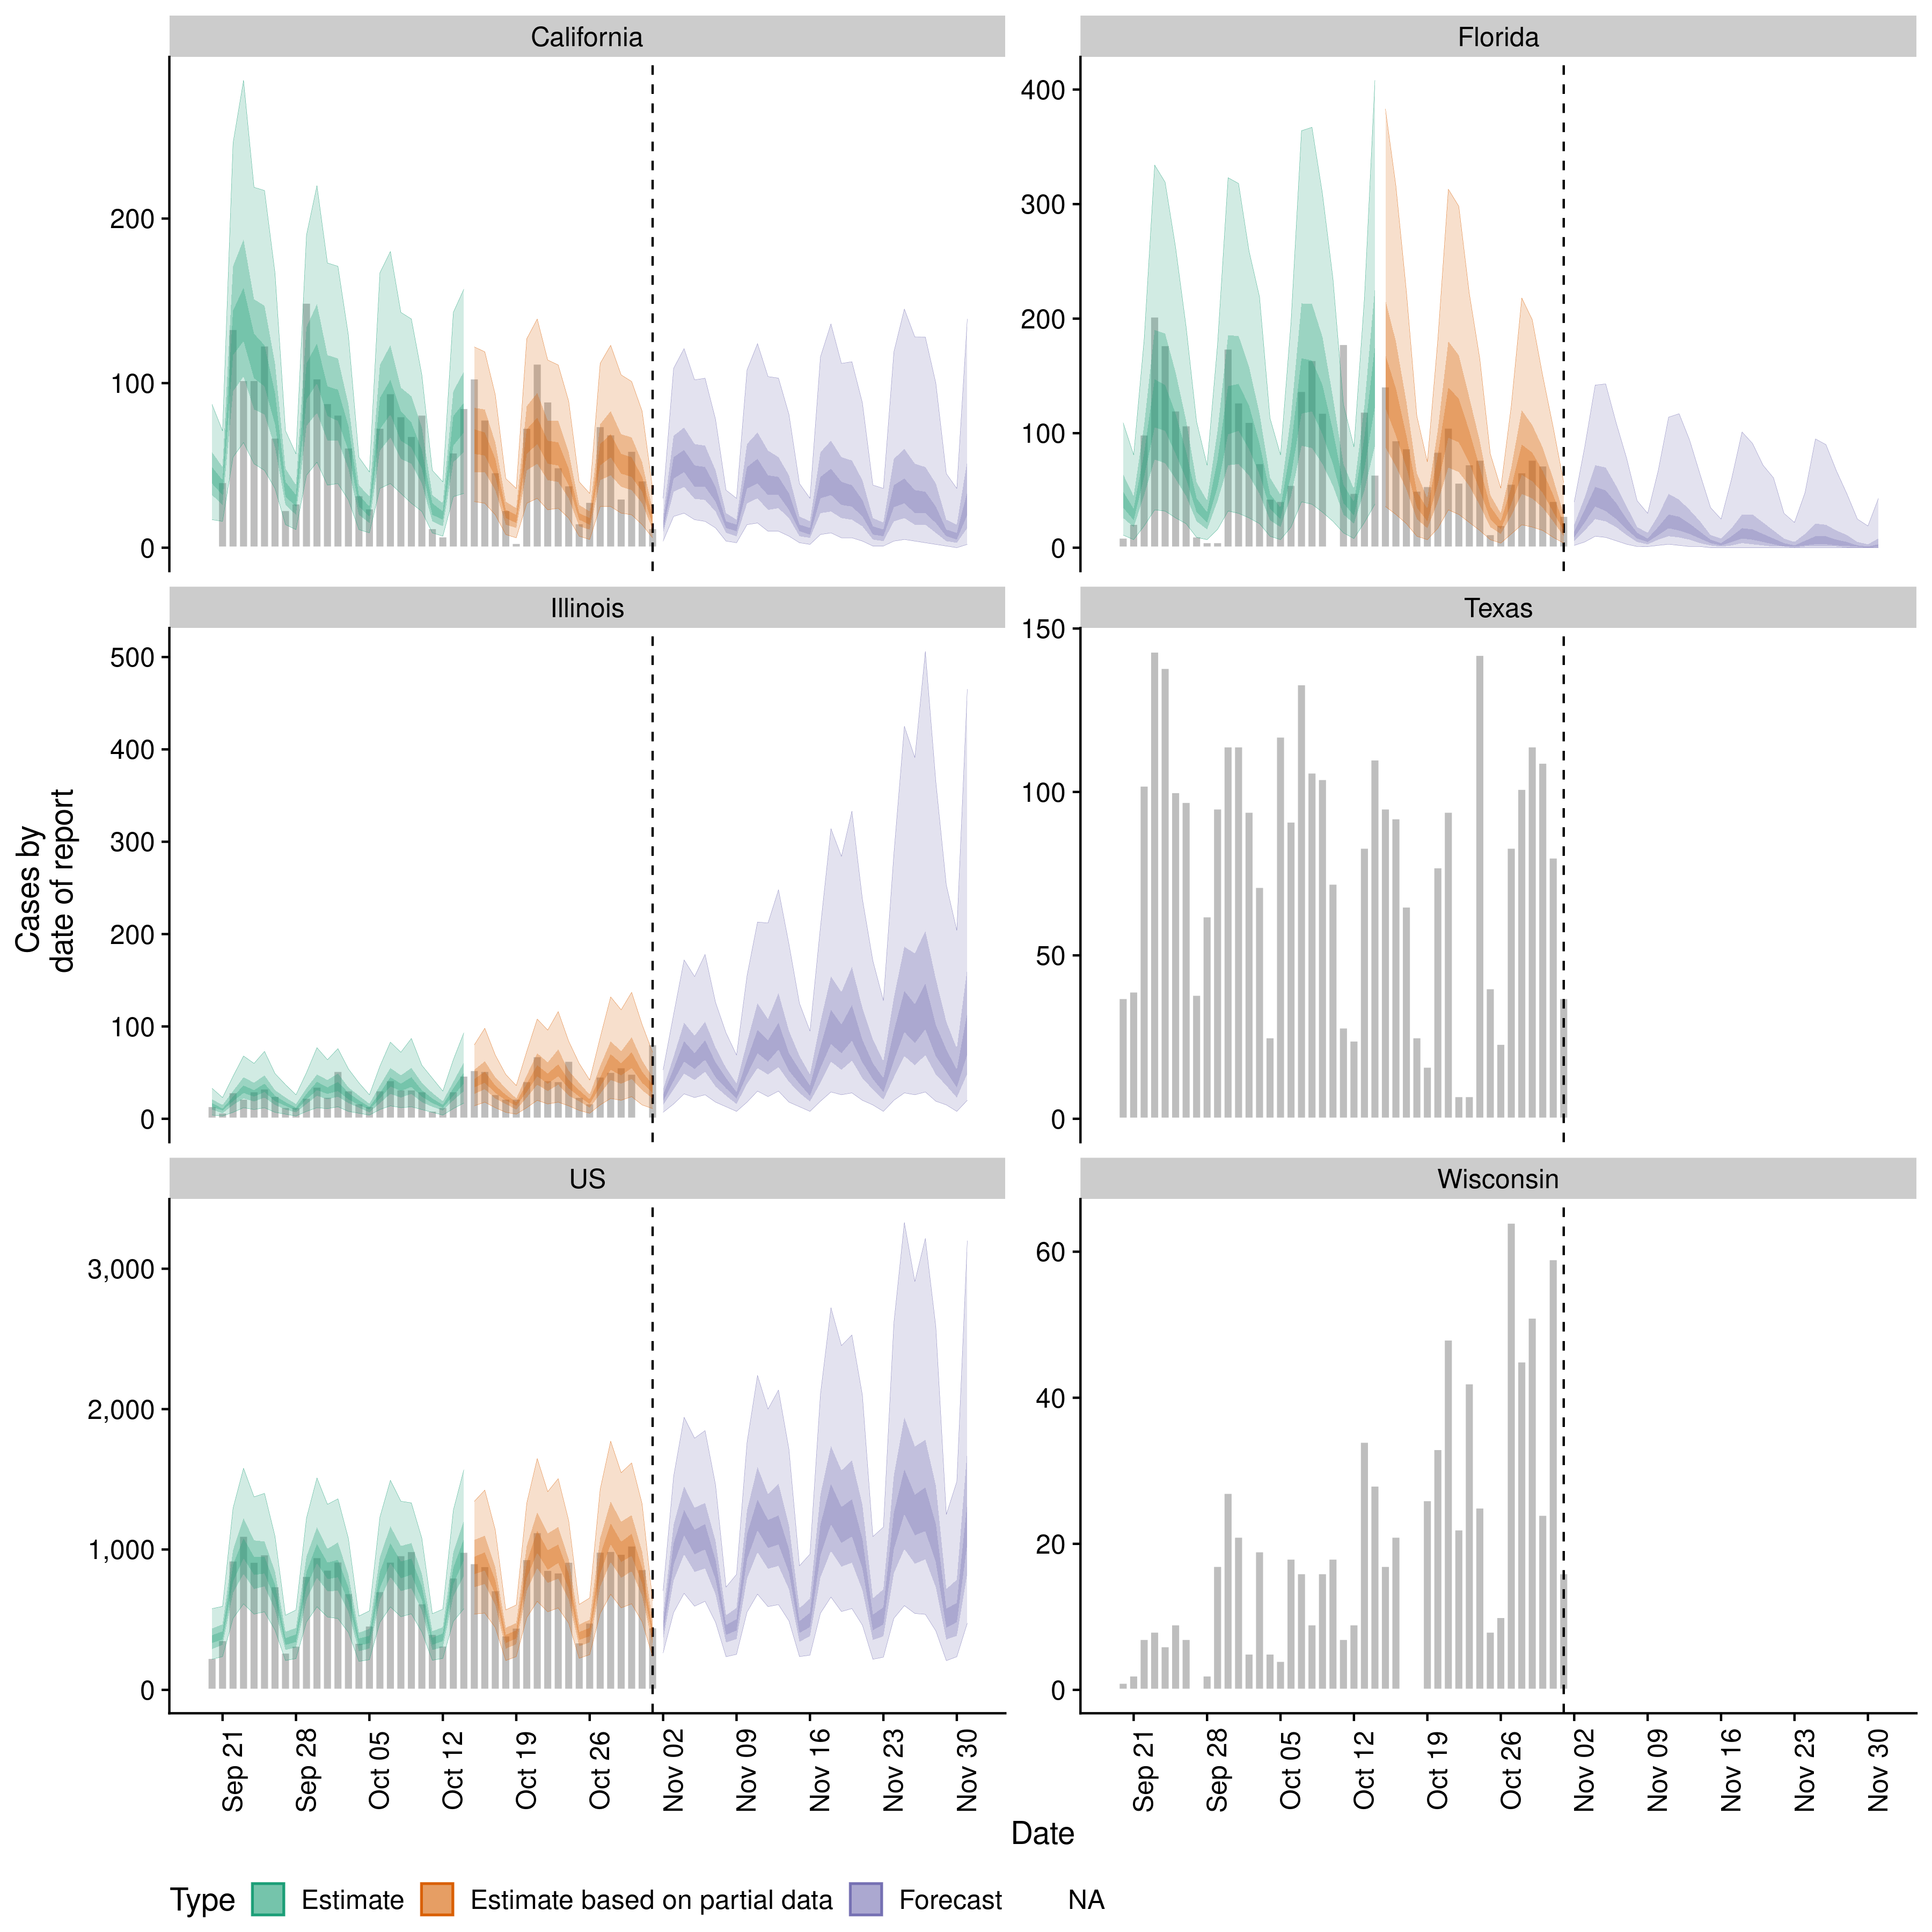 California
Florida
200
100
0
400
300
200
100
0
Illinois
Texas
500
400
300
200
100
0
150
100
50
0
Cases by
date of report
US
Wisconsin
3,000
2,000
1,000
0
60
40
20
0
Sep 21 Sep 28 Oct 05 Oct 12 Oct 19 Oct 26 Nov 02 Nov 09 Nov 16 Nov 23 Nov 30
Sep 21 Sep 28 Oct 05 Oct 12 Oct 19 Oct 26 Nov 02 Nov 09 Nov 16 Nov 23 Nov 30
Date
Type Estimate Estimate based on partial data Forecast NA